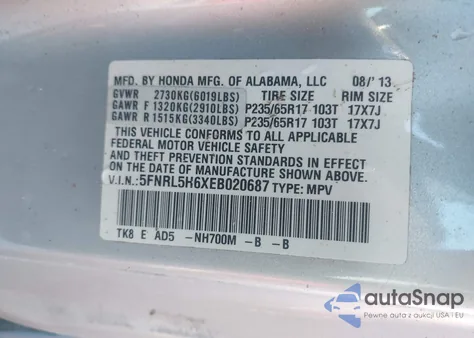 MFD. BY HONDA MFG. OF ALABAMA, LLC 08/'13
GVWR 2730KG(6019LBS) TIRE SIZE RIM SIZE
GAWR F 1320KG(2910LBS) P235/65R17 103T 17X7J
GAWR R 1515KG(3340LBS) P235/65R17 103T 17X7J
THIS VEHICLE CONFORMS TO ALL APPLICABLE
FEDERAL MOTOR VEHICLE SAFETY
AND THEFT PREVENTION STANDARDS IN EFFECT
ON THE DATE OF MANUFACTURE SHOWN ABOVE.
V.I.N.:5FNRL5H6XEB020687 TYPE: MPV
TK8 E AD5 -NH700M -B -B
autoSnap
Pewne auta z aukcji USA i EU